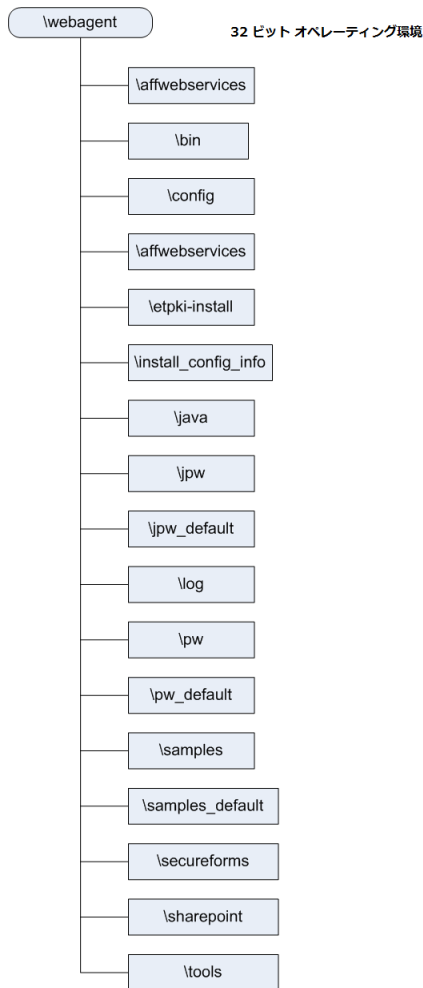 \webagent
32 ビット オペレーティング環境
\affwebservices
\bin
\config
\affwebservices
\etpki-install
\install_config_info
\java
\jpw
\jpw_default
\log
\pw
\pw_default
\samples
\samples_default
\secureforms
\sharepoint
\tools